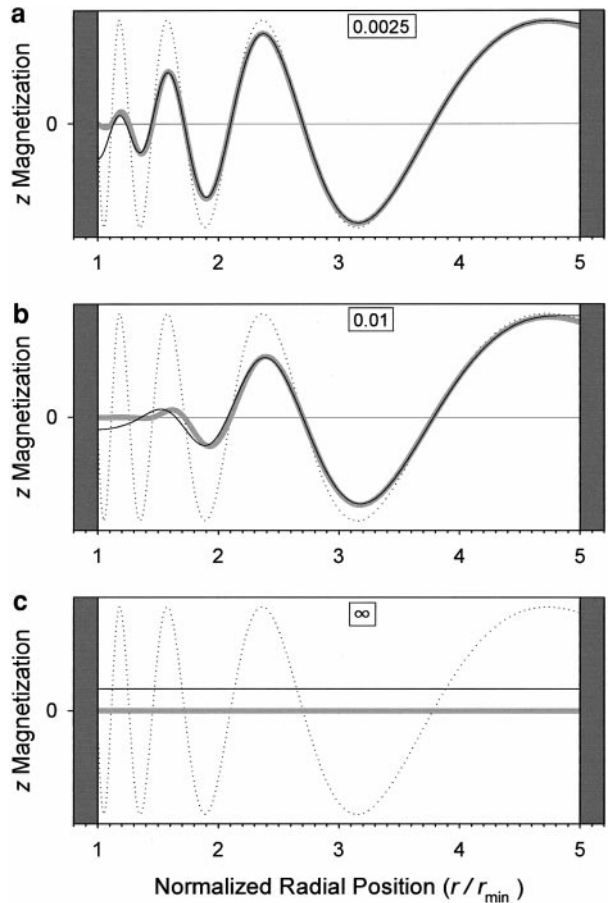 a
0.0025
z Magnetization
0
1 2 3 4 5
b
0.01
z Magnetization
0
1 2 3 4 5
c
∞
z Magnetization
0
1 2 3 4 5
Normalized Radial Position (r/rmin)